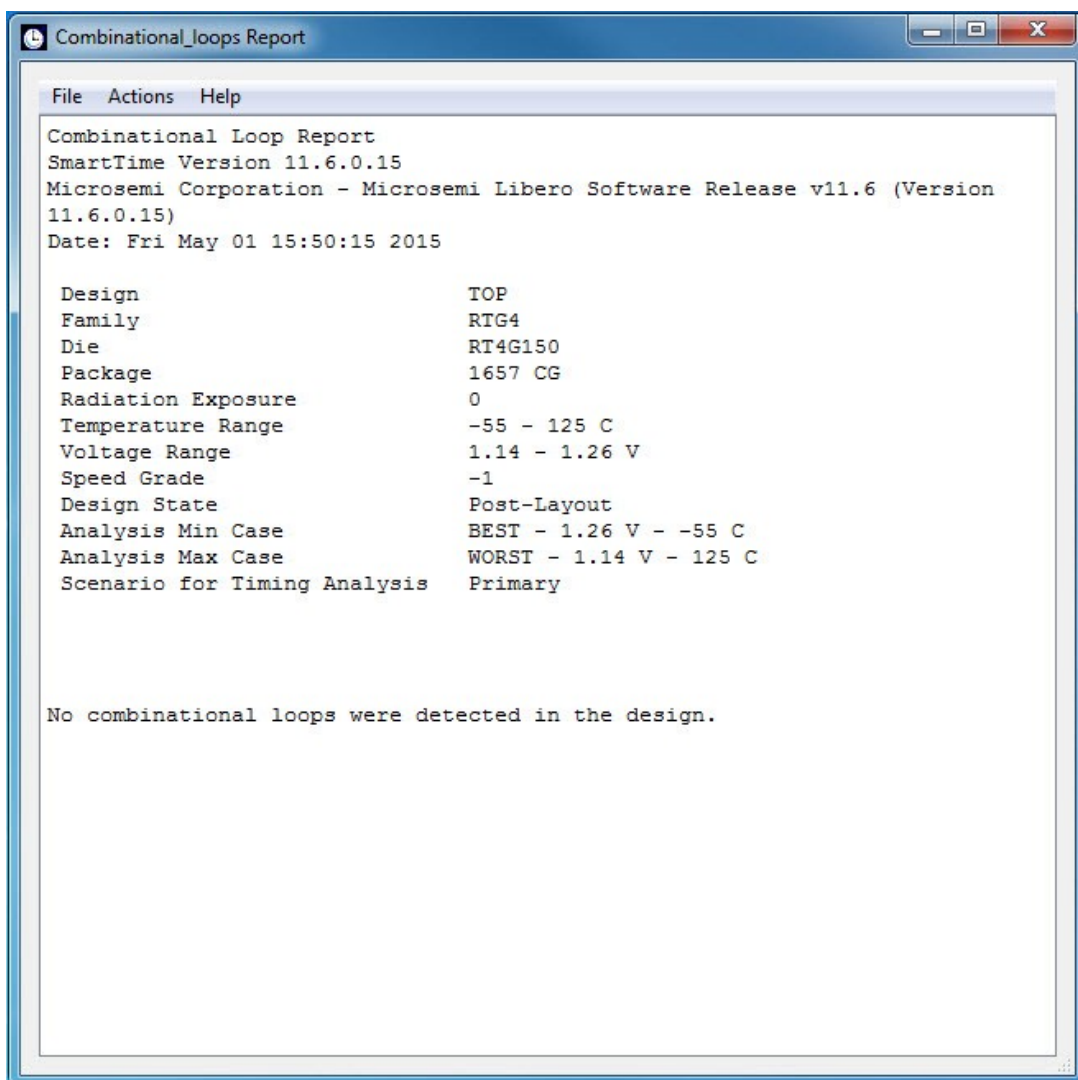 Combinational_loops Report
File Actions Help
Combinational Loop Report
SmartTime Version 11.6.0.15
Microsemi Corporation - Microsemi Libero Software Release v11.6 (Version
11.6.0.15)
Date: Fri May 01 15:50:15 2015
Design TOP
Family RTG4
Die RT4G150
Package 1657 CG
Radiation Exposure 0
Temperature Range -55 - 125 C
Voltage Range 1.14 - 1.26 V
Speed Grade -1
Design State Post-Layout
Analysis Min Case BEST - 1.26 V - -55 C
Analysis Max Case WORST - 1.14 V - 125 C
Scenario for Timing Analysis Primary
No combinational loops were detected in the design.